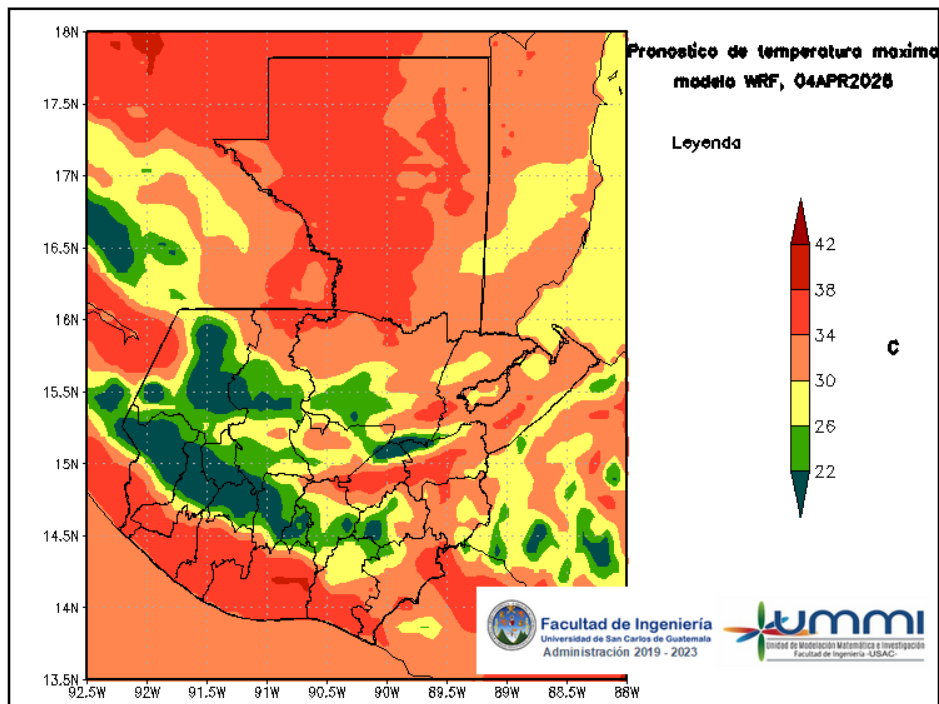 Pronostico de temperatura maxima
modelo WRF, 04APR2026
Leyenda
42
38
34
30
26
22
C
18N
17.5N
17N
16.5N
16N
15.5N
15N
14.5N
14N
13.5N
92.5W 92W 91.5W 91W 90.5W 90W 89.5W 89W 88.5W 88W
Facultad de Ingeniería
Universidad de San Carlos de Guatemala
Administración 2019 - 2023
UMMI
Unidad de Modelación Matemática e Investigación
Facultad de Ingeniería -USAC-